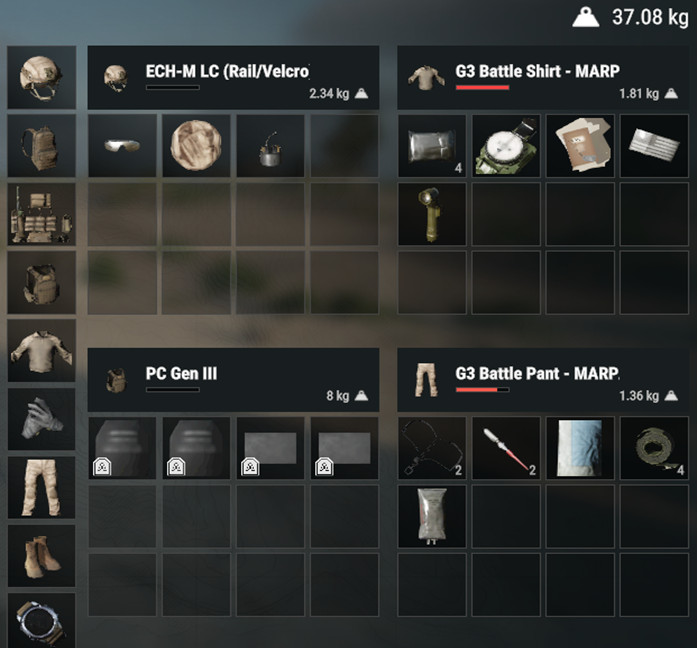 37.08 kg
ECH-M LC (Rail/Velcro
2.34 kg
G3 Battle Shirt - MARP
1.81 kg
4
PC Gen III
8 kg
G3 Battle Pant - MARP
1.36 kg
2
2
4